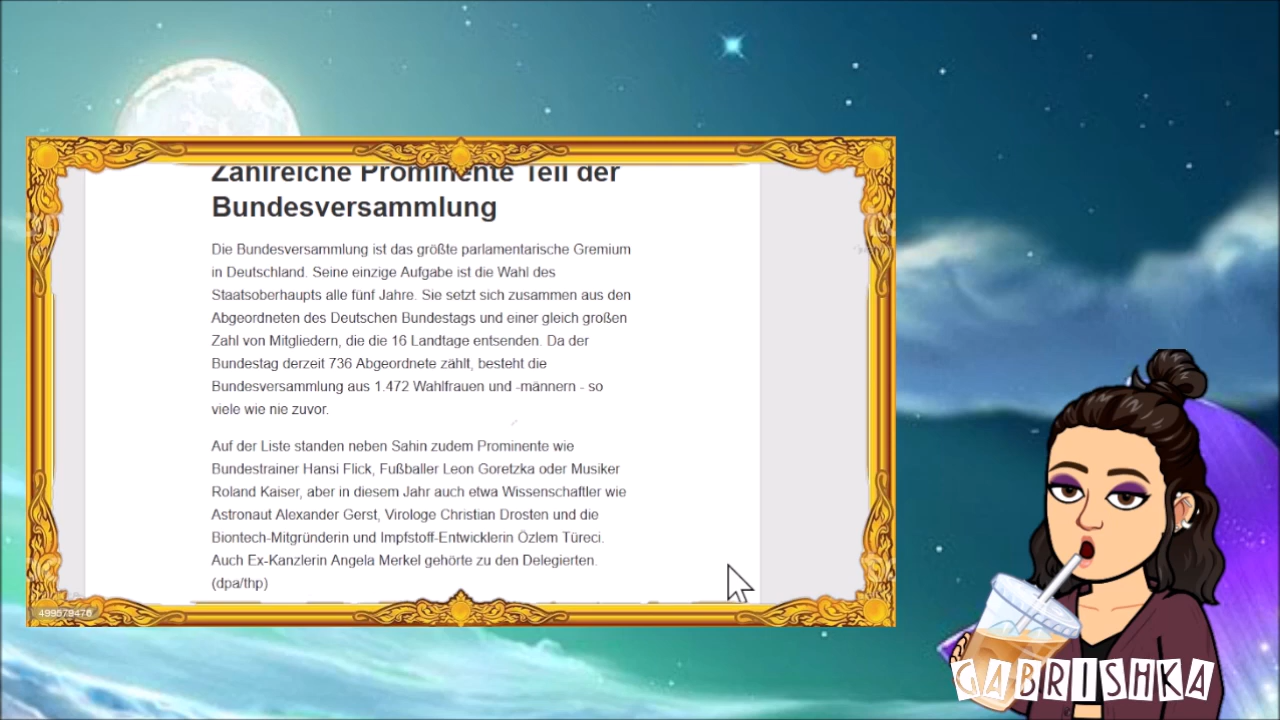 Zahlreiche Prominente Teil der
Bundesversammlung
Die Bundesversammlung ist das größte parlamentarische Gremium
in Deutschland. Seine einzige Aufgabe ist die Wahl des
Staatsoberhaupts alle fünf Jahre. Sie setzt sich zusammen aus den
Abgeordneten des Deutschen Bundestags und einer gleich großen
Zahl von Mitgliedern, die die 16 Landtage entsenden. Da der
Bundestag derzeit 736 Abgeordnete zählt, besteht die
Bundesversammlung aus 1.472 Wahlfrauen und -männern - so
viele wie nie zuvor.
Auf der Liste standen neben Sahin zudem Prominente wie
Bundestrainer Hansi Flick, Fußballer Leon Goretzka oder Musiker
Roland Kaiser, aber in diesem Jahr auch etwa Wissenschaftler wie
Astronaut Alexander Gerst, Virologe Christian Drosten und die
Biontech-Mitgründerin und Impfstoff-Entwicklerin Özlem Türeci.
Auch Ex-Kanzlerin Angela Merkel gehörte zu den Delegierten.
(dpa/thp)
499579476
GABRISHKA